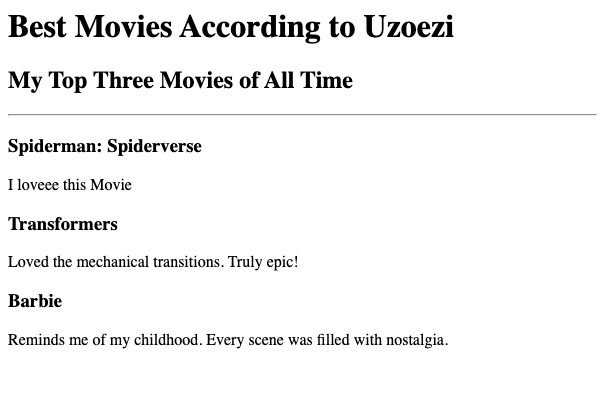 Best Movies According to Uzoezi
My Top Three Movies of All Time
Spiderman: Spiderverse
I loveee this Movie
Transformers
Loved the mechanical transitions. Truly epic!
Barbie
Reminds me of my childhood. Every scene was filled with nostalgia.